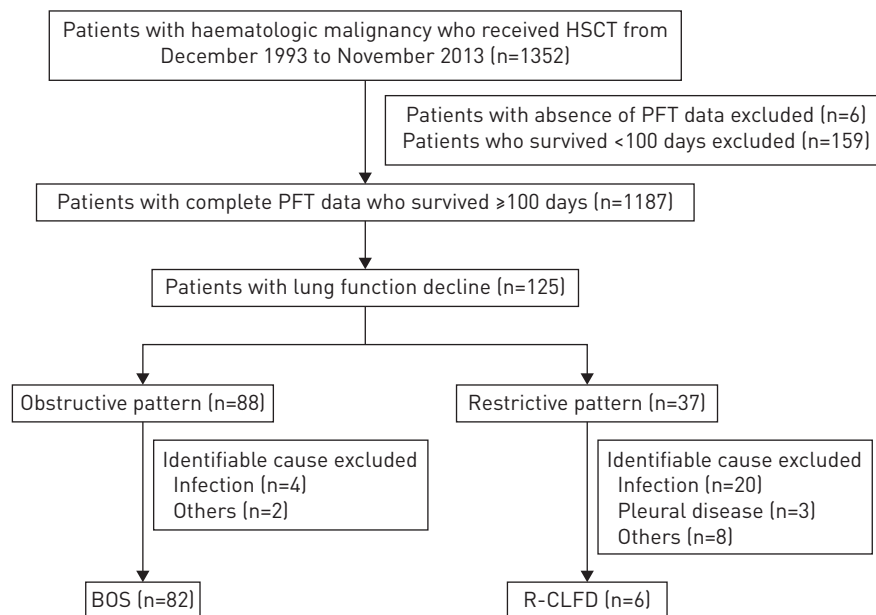 Patients with haematologic malignancy who received HSCT from
December 1993 to November 2013 (n=1352)
Patients with absence of PFT data excluded (n=6)
Patients who survived <100 days excluded (n=159)
Patients with complete PFT data who survived ⩾100 days (n=1187)
Patients with lung function decline (n=125)
Obstructive pattern (n=88)
Restrictive pattern (n=37)
Identifiable cause excluded
Infection (n=4)
Others (n=2)
Identifiable cause excluded
Infection (n=20)
Pleural disease (n=3)
Others (n=8)
BOS (n=82)
R-CLFD (n=6)